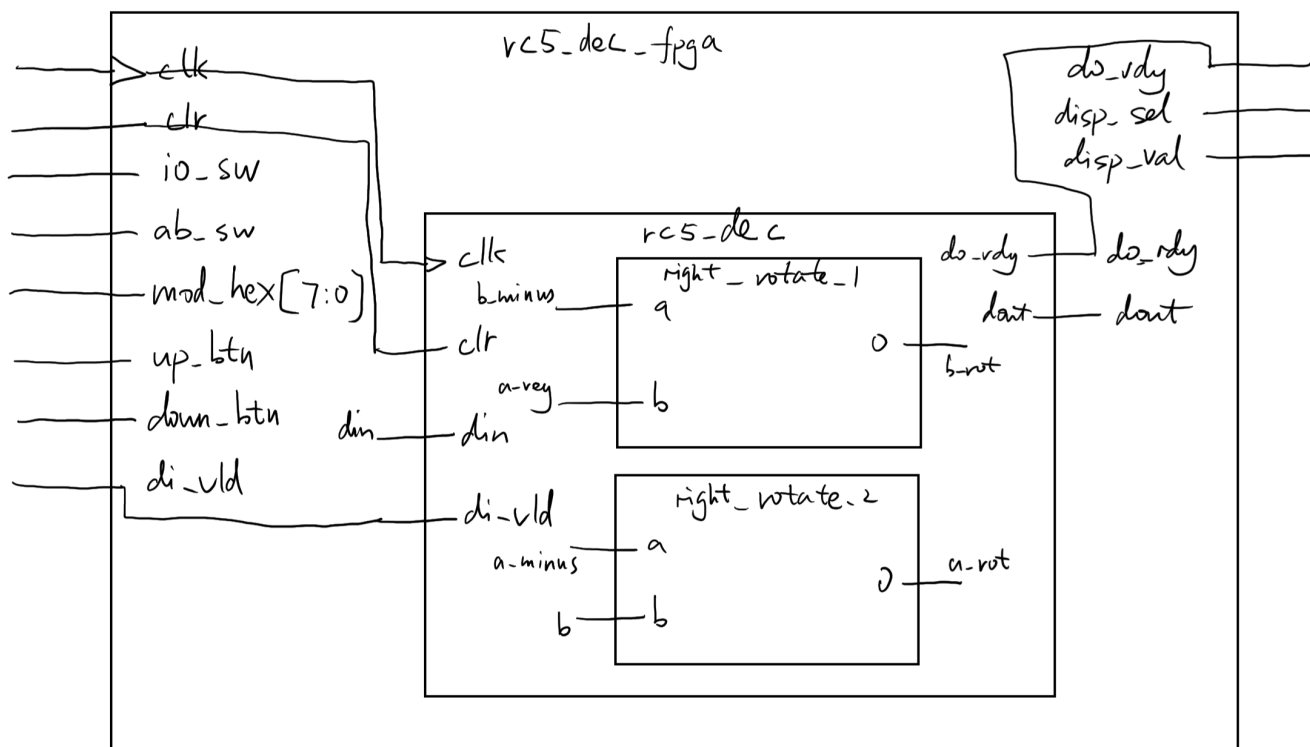 rc5_dec_fpga
clk
clr
io_sw
ab_sw
mod_hex[7:0]
up_btn
down_btn
di_vld
do_rdy
disp_sel
disp_val
rc5_dec
clk
clr
din
din
di_vld
do_rdy
do_rdy
dout
dout
right_rotate_1
b_minus
a
a_reg
b
O
b_rot
right_rotate_2
a_minus
a
b
b
O
a_rot